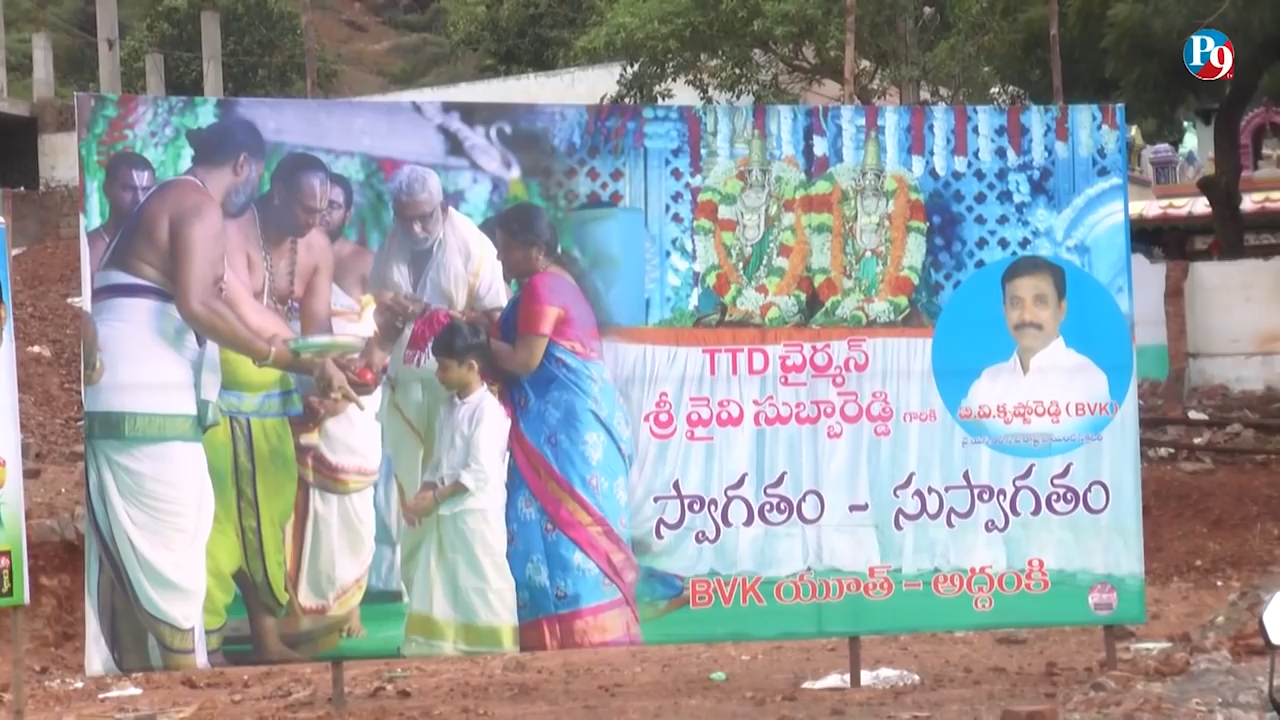 P9
TTD ఛైర్మన్
శ్రీ వైవి సుబ్బారెడ్డి గారికి
బి.వి.కృష్ణారెడ్డి (BVK)
స్వాగతం - సుస్వాగతం
BVK యూత్ - అద్దంకి